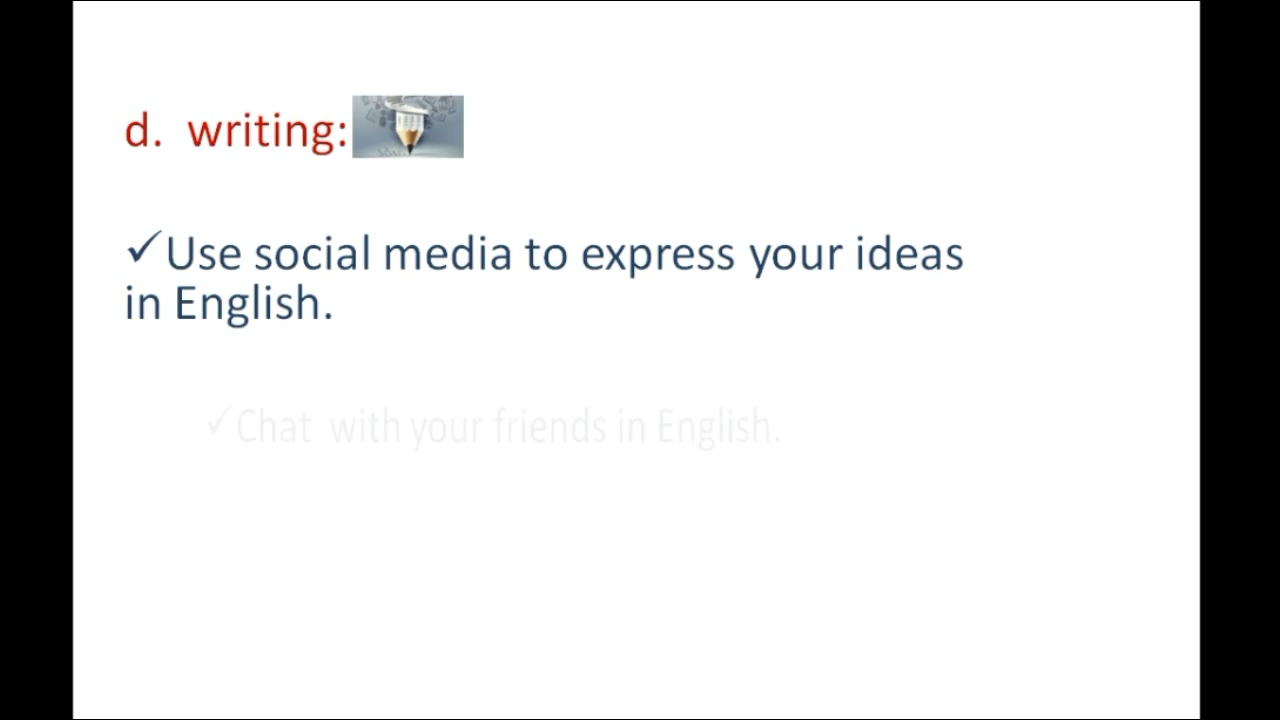 d. writing:
✓Use social media to express your ideas
in English.
✓Chat with your friends in English.